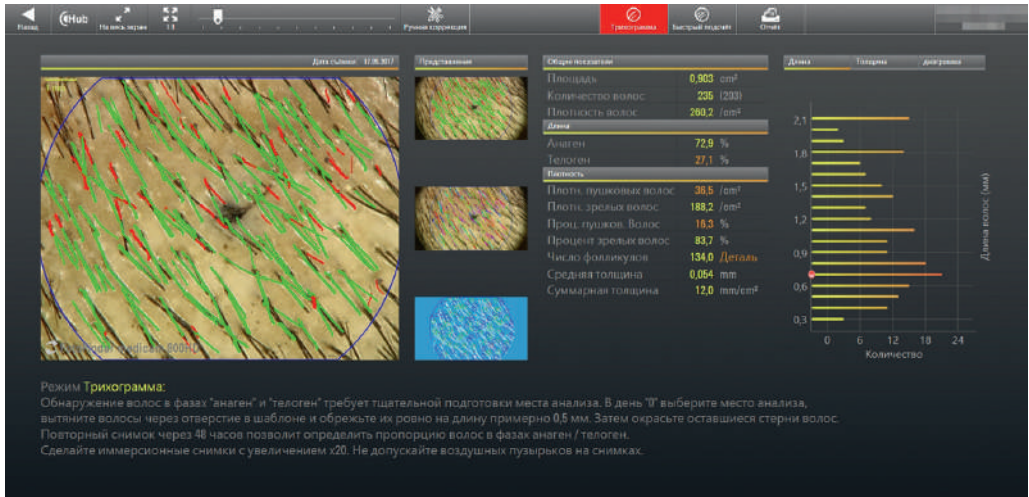 Назад
Hub
На весь экран
1:1
Ручная коррекция
Трихограмма
Быстрый подсчёт
Отчёт
Дата съёмки: 17.05.2017
Представления
Общие показатели
Площадь 0,903 cm²
Количество волос 235 (203)
Плотность волос 260,2 /cm²
Длина
Анаген 72,9 %
Телоген 27,1 %
Плотность
Плотн. пушковых волос 36,5 /cm²
Плотн. зрелых волос 188,2 /cm²
Проц. пушков. Волос 16,3 %
Процент зрелых волос 83,7 %
Число фолликулов 134,0 Деталь
Средняя толщина 0,054 mm
Суммарная толщина 12,0 mm/cm²
Длина Толщина диаграмма
2,1
1,8
1,5
1,2
0,9
0,6
0,3
0 6 12 18 24
Количество
Длина волос (мм)
Режим Трихограмма:
Обнаружение волос в фазах "анаген" и "телоген" требует тщательной подготовки места анализа. В день "0" выберите место анализа,
вытяните волосы через отверстие в шаблоне и обрежьте их ровно на длину примерно 0,5 мм. Затем окрасьте оставшиеся стерни волос.
Повторный снимок через 48 часов позволит определить пропорцию волос в фазах анаген / телоген.
Сделайте иммерсионные снимки с увеличением x20. Не допускайте воздушных пузырьков на снимках.